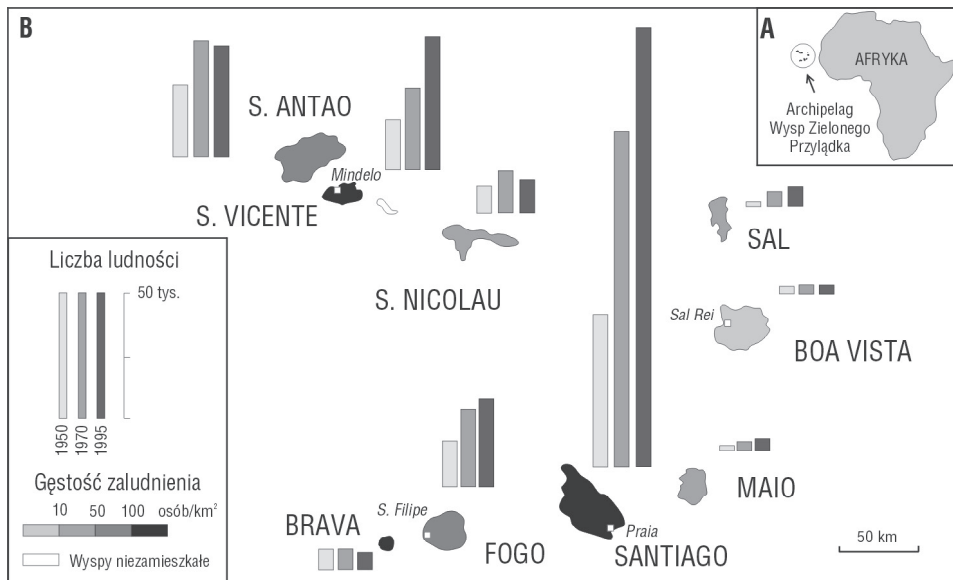 B
S. ANTAO
Mindelo
S. VICENTE
S. NICOLAU
A
AFRYKA
Archipelag
Wysp Zielonego
Przylądka
SAL
Sal Rei
BOA VISTA
Liczba ludności
50 tys.
1950
1970
1995
Gęstość zaludnienia
10 50 100 osób/km²
Wyspy niezamieszkałe
BRAVA
S. Filipe
FOGO
Praia
SANTIAGO
MAIO
50 km